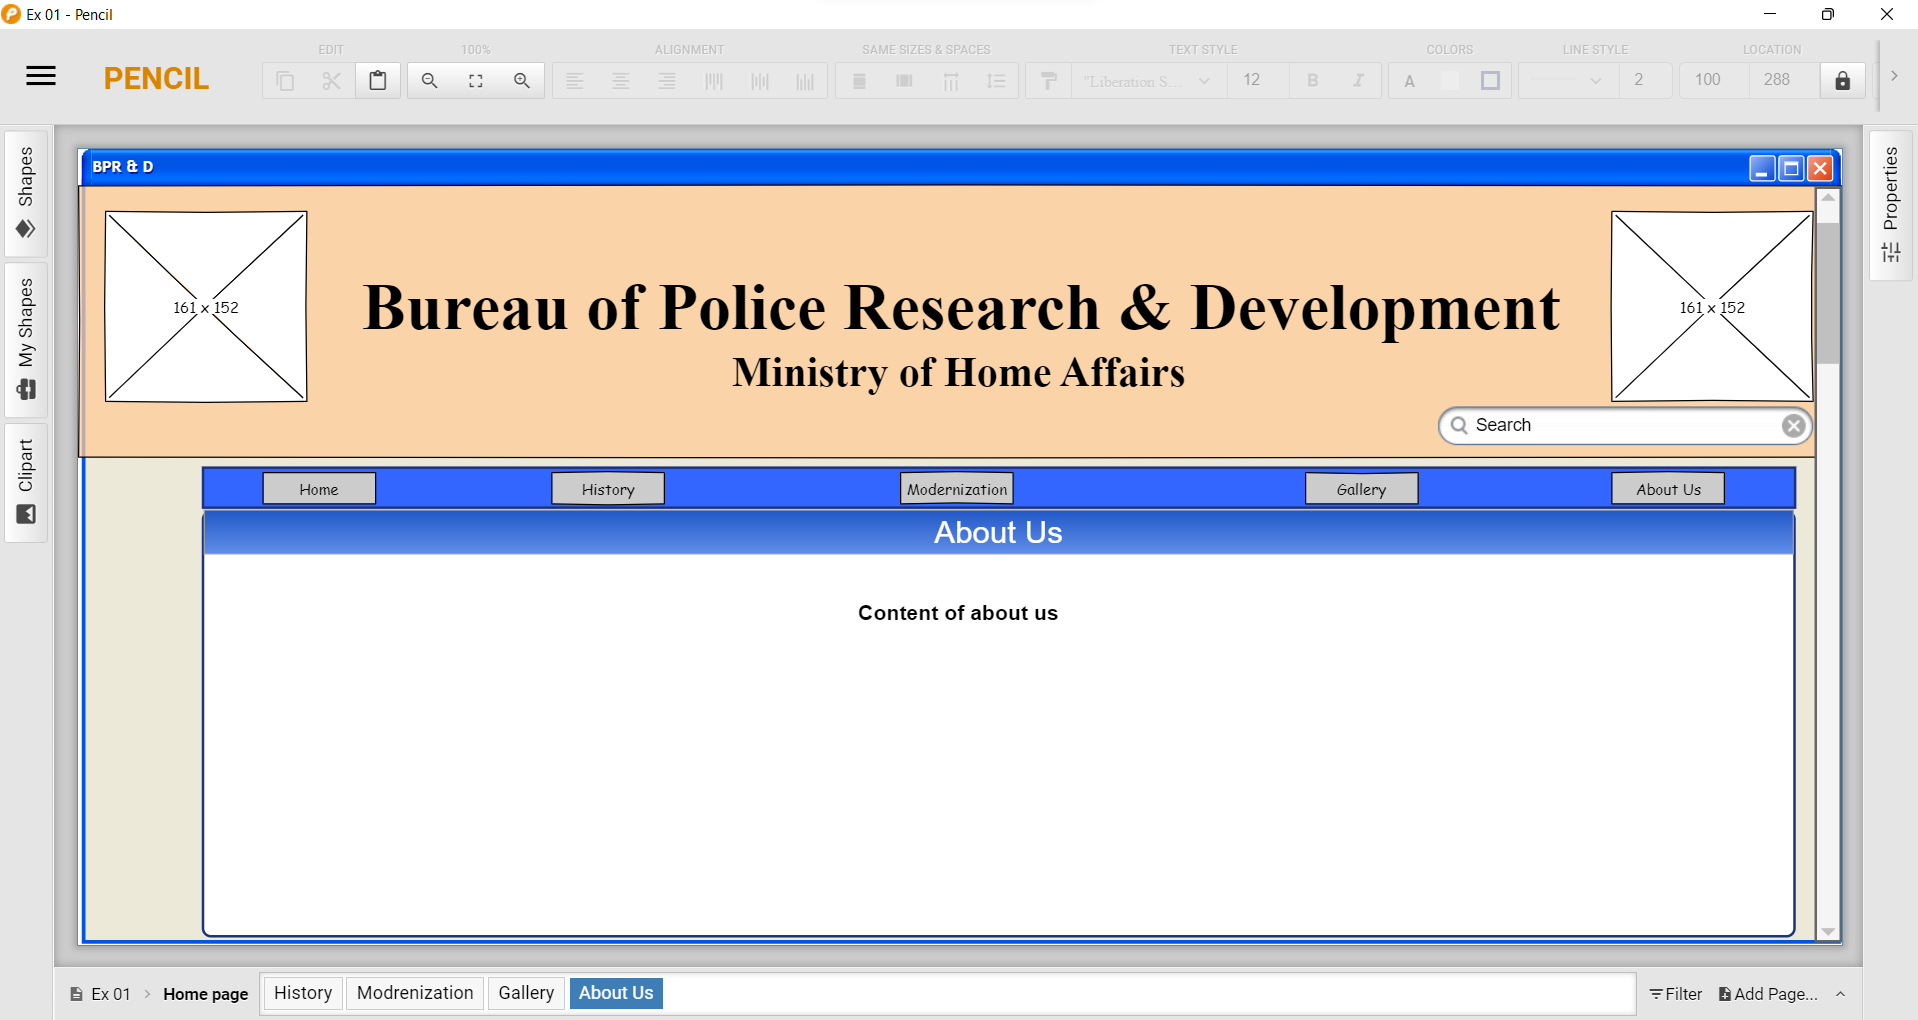 Ex 01 - Pencil
EDIT 100% ALIGNMENT SAME SIZES & SPACES TEXT STYLE COLORS LINE STYLE LOCATION
PENCIL
"Liberation S... 12 B I A 2 100 288
Shapes
My Shapes
Clipart
Properties
BPR & D
161 x 152
161 x 152
Bureau of Police Research & Development
Ministry of Home Affairs
Search
Home History Modernization Gallery About Us
About Us
Content of about us
Ex 01 > Home page History Modrenization Gallery About Us Filter Add Page...